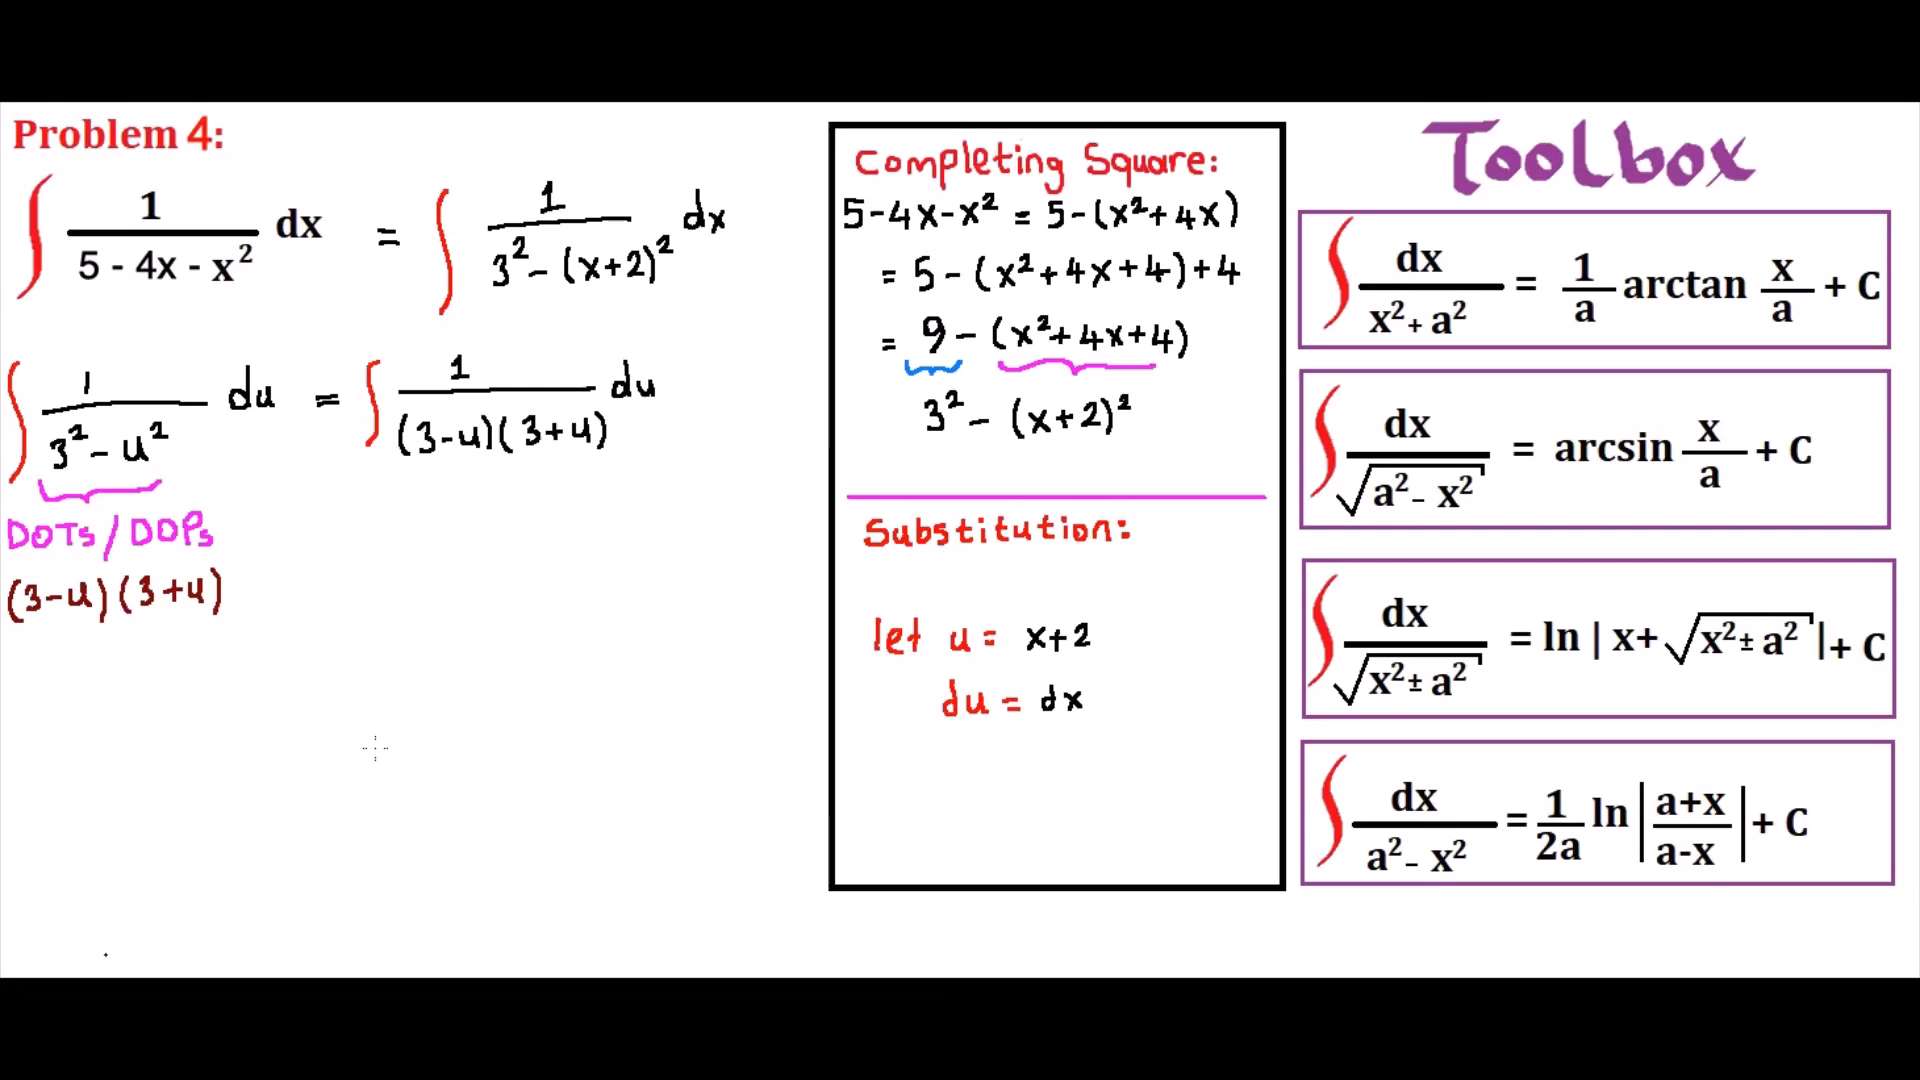 Problem 4:
∫ 1 / (5 - 4x - x²) dx = ∫ 1 / (3² - (x+2)²) dx
∫ 1 / (3² - u²) du = ∫ 1 / ((3-u)(3+u)) du
DOTs / DOPs
(3-u)(3+u)
Completing Square:
5-4x-x² = 5-(x²+4x)
= 5-(x²+4x+4)+4
= 9-(x²+4x+4)
3² - (x+2)²
Substitution:
let u = x+2
du = dx
Toolbox
∫ dx / (x² + a²) = 1/a arctan x/a + C
∫ dx / √(a² - x²) = arcsin x/a + C
∫ dx / √(x² ± a²) = ln | x + √(x² ± a²) | + C
∫ dx / (a² - x²) = 1/2a ln | (a+x) / (a-x) | + C